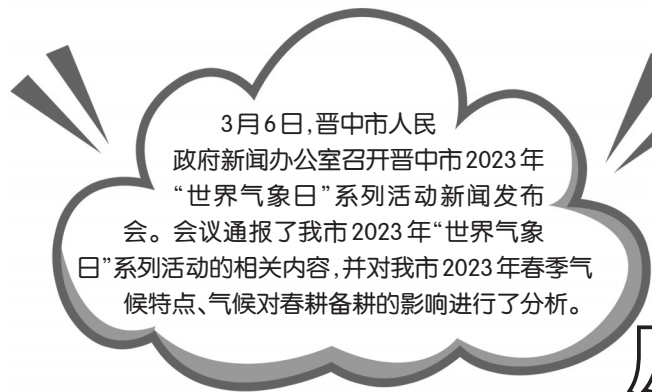 3月6日,晋中市人民
政府新闻办公室召开晋中市2023年
“世界气象日”系列活动新闻发布
会。会议通报了我市2023年“世界气象
日”系列活动的相关内容,并对我市2023年春季气
候特点、气候对春耕备耕的影响进行了分析。